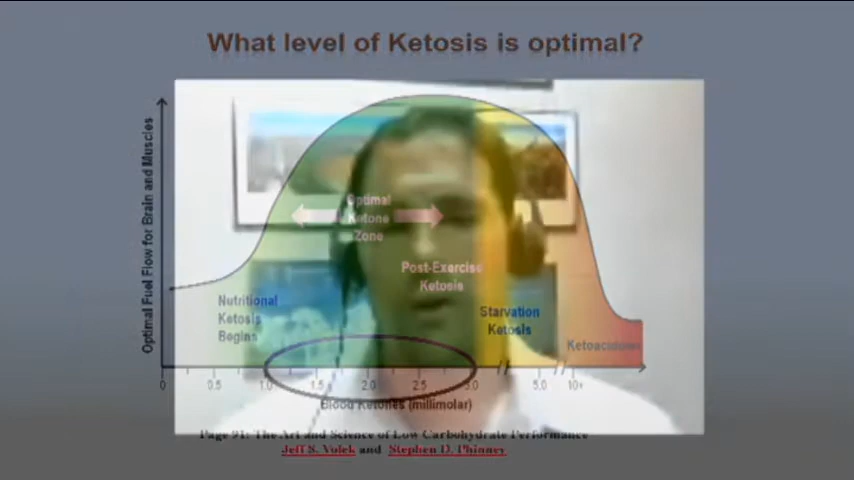 What level of Ketosis is optimal?
Optimal Fuel Flow for Brain and Muscles
Optimal
Ketone
Zone
Post-Exercise
Ketosis
Nutritional
Ketosis
Begins
Starvation
Ketosis
Ketoacidosis
0 0.5 1.0 1.5 2.0 2.5 3.0 5.0 10+
Blood Ketones (millimolar)
Page 91: The Art and Science of Low Carbohydrate Performance
Jeff S. Volek and Stephen D. Phinney